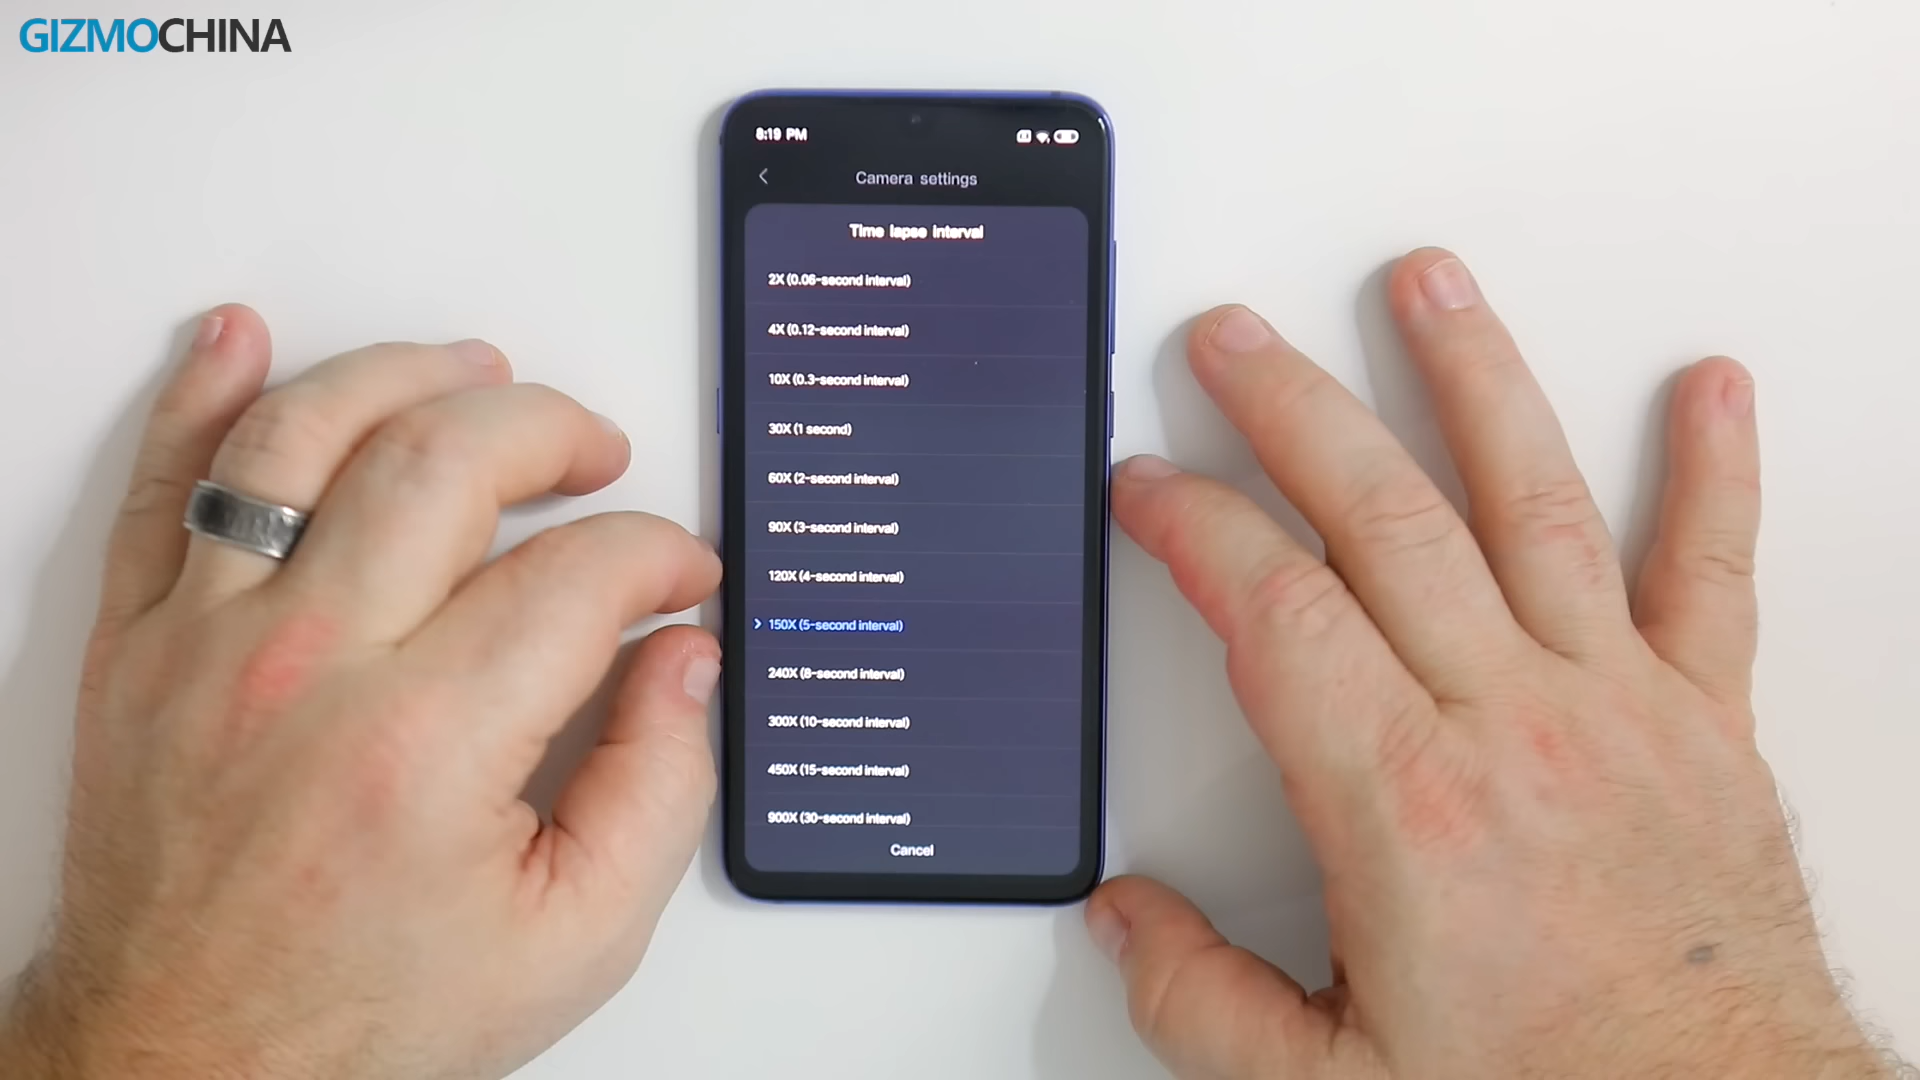 GIZMOCHINA
8:19 PM
Camera settings
Time lapse interval
2X (0.06-second interval)
4X (0.12-second interval)
10X (0.3-second interval)
30X (1 second)
60X (2-second interval)
90X (3-second interval)
120X (4-second interval)
150X (5-second interval)
240X (8-second interval)
300X (10-second interval)
450X (15-second interval)
900X (30-second interval)
Cancel